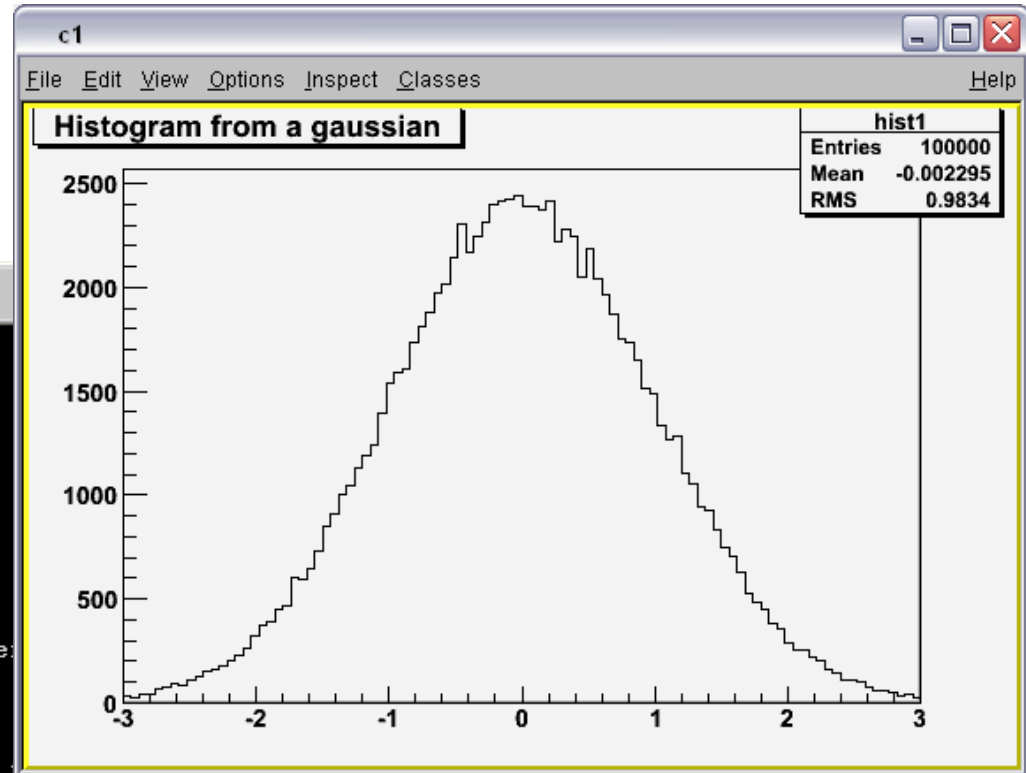 c1
File Edit View Options Inspect Classes Help
Histogram from a gaussian
hist1
Entries 100000
Mean -0.002295
RMS 0.9834
2500
2000
1500
1000
500
0
-3 -2 -1 0 1 2 3